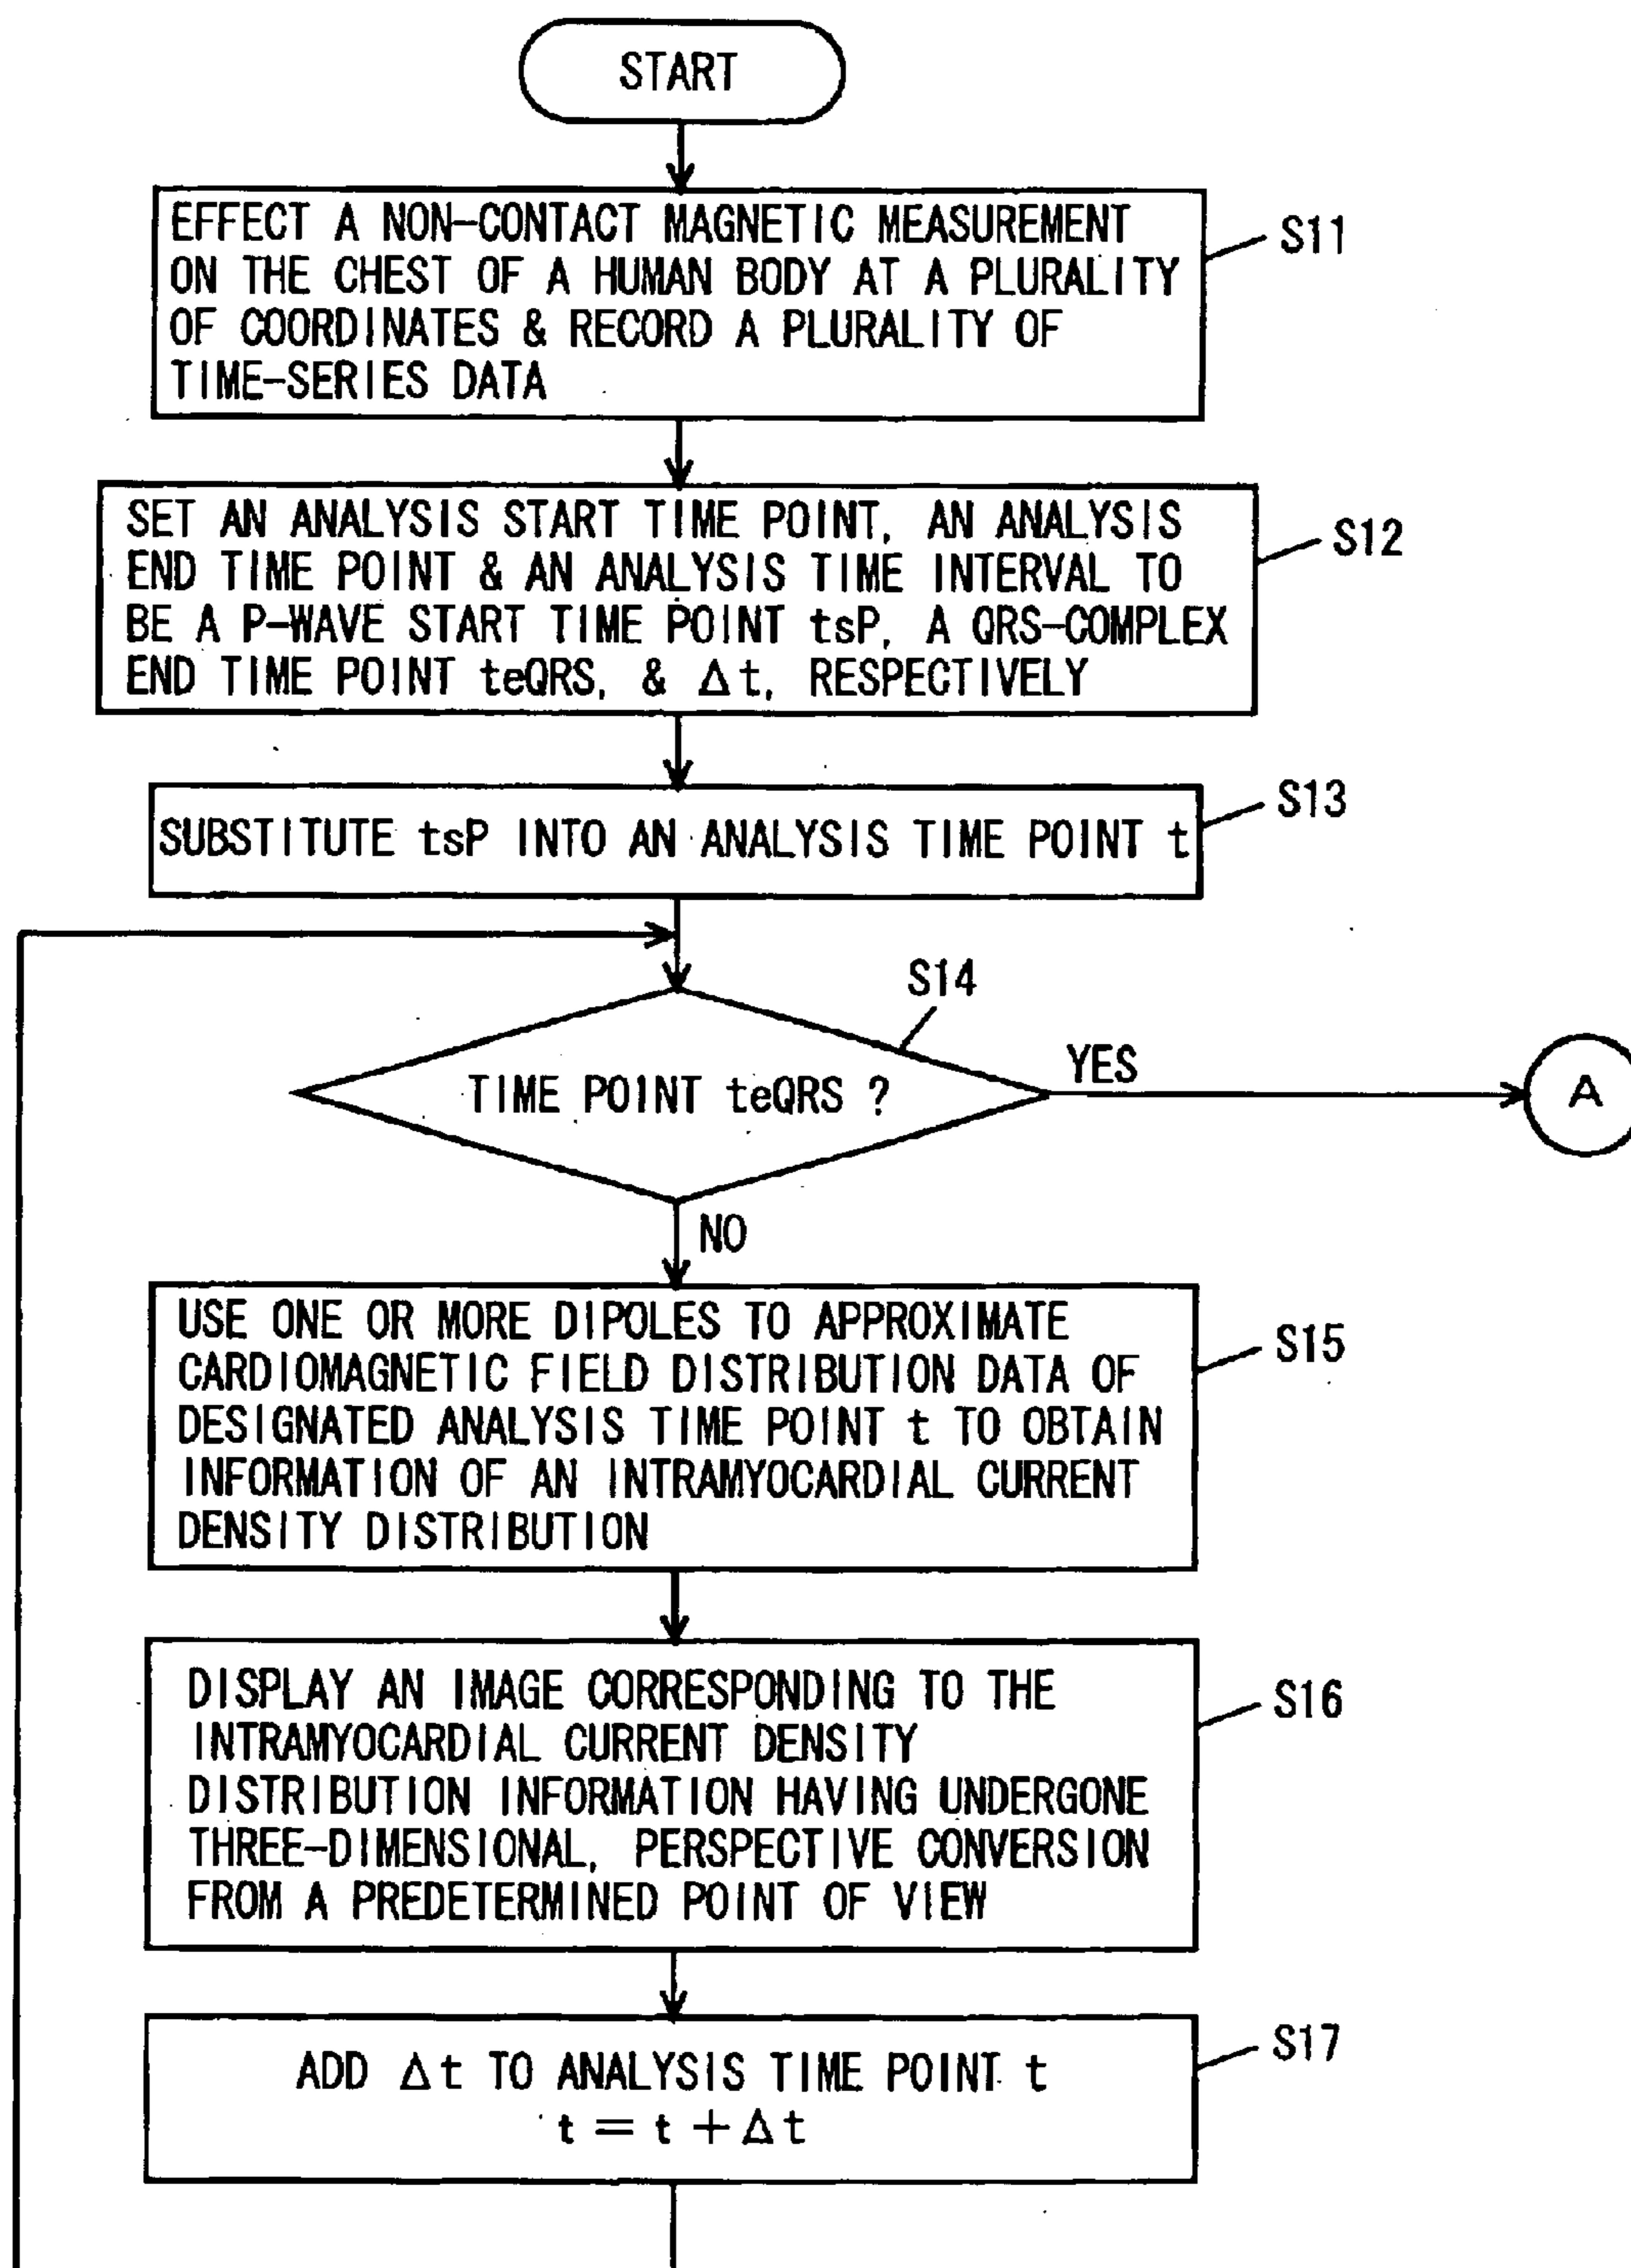 START
EFFECT A NON-CONTACT MAGNETIC MEASUREMENT
ON THE CHEST OF A HUMAN BODY AT A PLURALITY
OF COORDINATES & RECORD A PLURALITY OF
TIME-SERIES DATA
S11
SET AN ANALYSIS START TIME POINT, AN ANALYSIS
END TIME POINT & AN ANALYSIS TIME INTERVAL TO
BE A P-WAVE START TIME POINT tsP, A QRS-COMPLEX
END TIME POINT teQRS, & Δt, RESPECTIVELY
S12
SUBSTITUTE tsP INTO AN ANALYSIS TIME POINT t
S13
S14
TIME POINT teQRS ?
YES
A
NO
USE ONE OR MORE DIPOLES TO APPROXIMATE
CARDIOMAGNETIC FIELD DISTRIBUTION DATA OF
DESIGNATED ANALYSIS TIME POINT t TO OBTAIN
INFORMATION OF AN INTRAMYOCARDIAL CURRENT
DENSITY DISTRIBUTION
S15
DISPLAY AN IMAGE CORRESPONDING TO THE
INTRAMYOCARDIAL CURRENT DENSITY
DISTRIBUTION INFORMATION HAVING UNDERGONE
THREE-DIMENSIONAL, PERSPECTIVE CONVERSION
FROM A PREDETERMINED POINT OF VIEW
S16
ADD Δt TO ANALYSIS TIME POINT t
t = t + Δt
S17